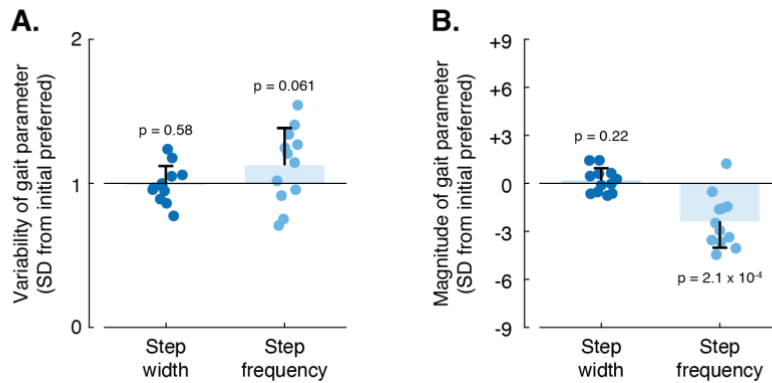 A.
Variability of gait parameter
(SD from initial preferred)
2
1
0
p = 0.58
p = 0.061
Step
width
Step
frequency
B.
Magnitude of gait parameter
(SD from initial preferred)
+9
+6
+3
0
-3
-6
-9
p = 0.22
p = 2.1 x 10⁻⁴
Step
width
Step
frequency